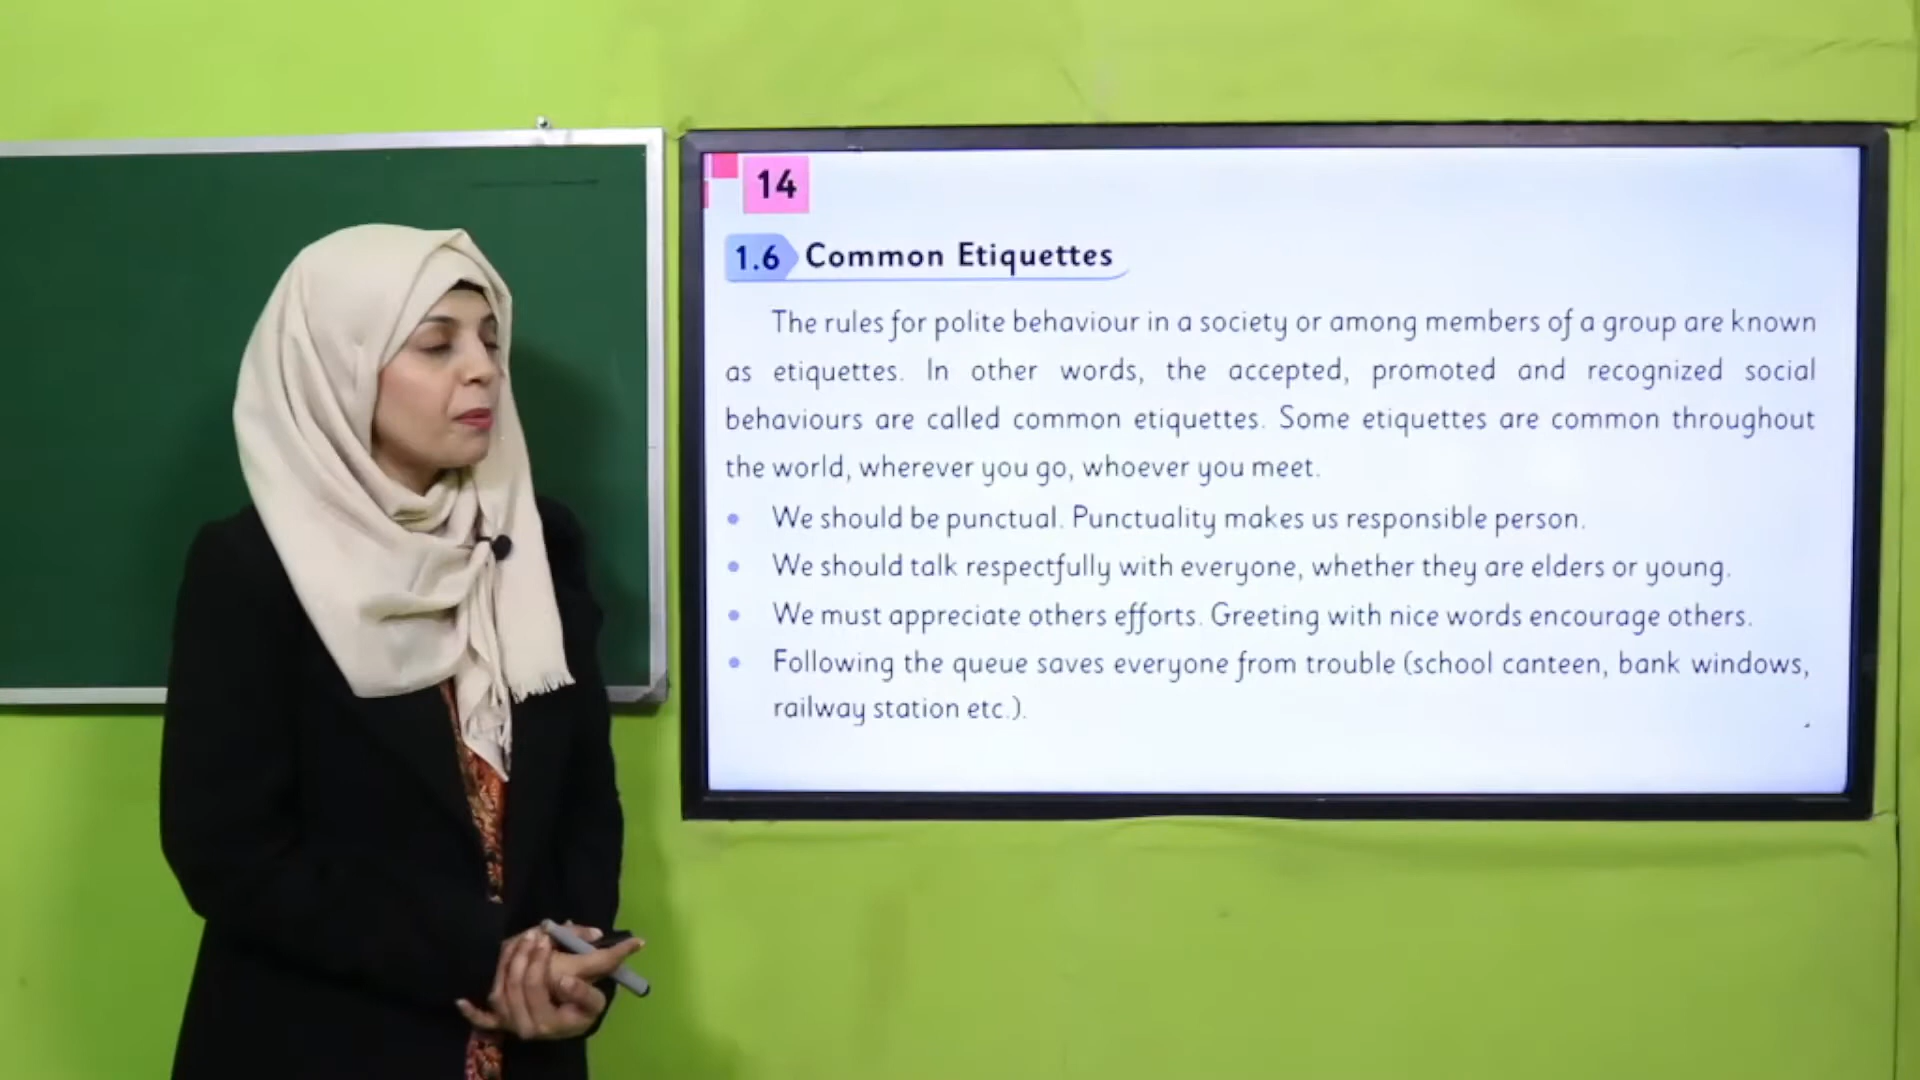 14
1.6 Common Etiquettes
The rules for polite behaviour in a society or among members of a group are known
as etiquettes. In other words, the accepted, promoted and recognized social
behaviours are called common etiquettes. Some etiquettes are common throughout
the world, wherever you go, whoever you meet.
• We should be punctual. Punctuality makes us responsible person.
• We should talk respectfully with everyone, whether they are elders or young.
• We must appreciate others efforts. Greeting with nice words encourage others.
• Following the queue saves everyone from trouble (school canteen, bank windows,
railway station etc.).